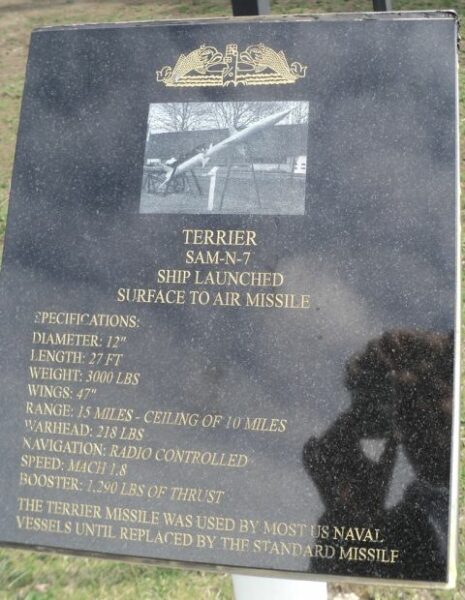 TERRIER
SAM-N-7
SHIP LAUNCHED
SURFACE TO AIR MISSILE
SPECIFICATIONS:
DIAMETER: 12"
LENGTH: 27 FT
WEIGHT: 3000 LBS
WINGS: 47"
RANGE: 15 MILES - CEILING OF 10 MILES
WARHEAD: 218 LBS
NAVIGATION: RADIO CONTROLLED
SPEED: MACH 1.8
BOOSTER: 1,290 LBS OF THRUST
THE TERRIER MISSILE WAS USED BY MOST US NAVAL
VESSELS UNTIL REPLACED BY THE STANDARD MISSILE